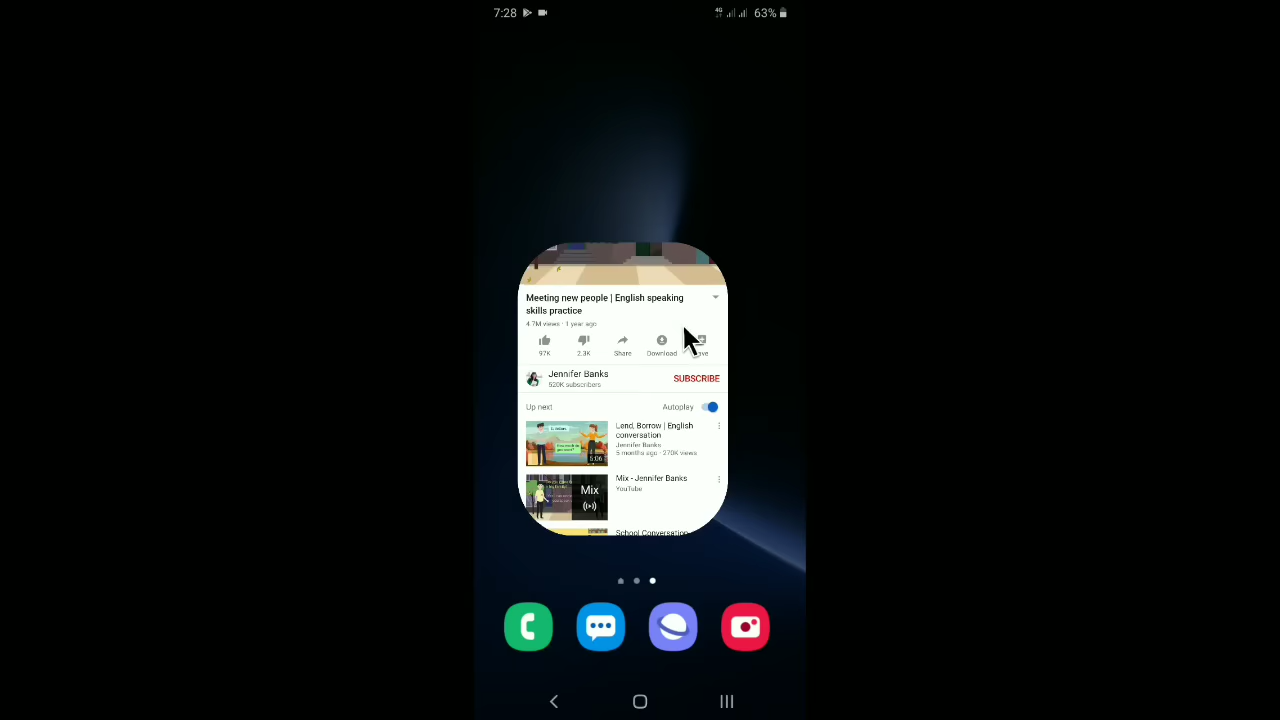 7:28
4G
63%
Meeting new people | English speaking
skills practice
4.7M views · 1 year ago
97K
2.3K
Share
Download
Jennifer Banks
520K subscribers
SUBSCRIBE
Up next
Autoplay
Lend, Borrow | English
conversation
Jennifer Banks
5 months ago · 270K views
5:06
Mix - Jennifer Banks
YouTube
Mix
School Conversation